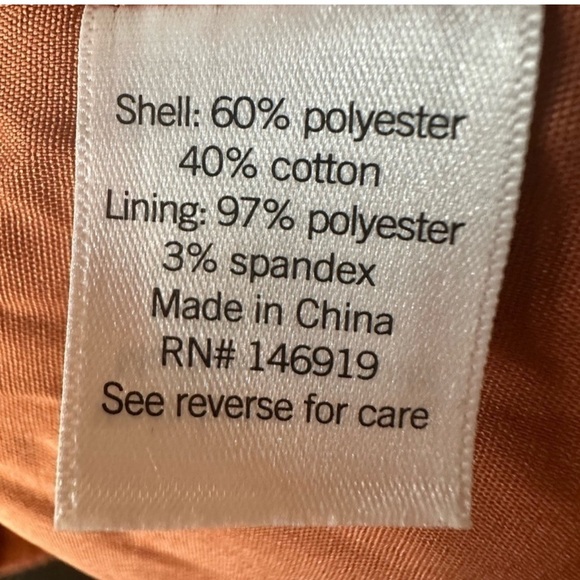 Shell: 60% polyester
40% cotton
Lining: 97% polyester
3% spandex
Made in China
RN# 146919
See reverse for care